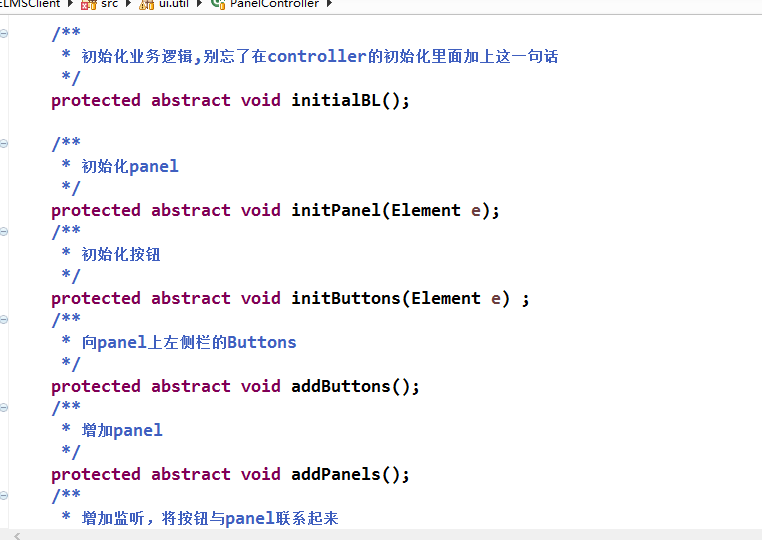 ELMSClient src ui.util PanelController
/**
* 初始化业务逻辑,别忘了在controller的初始化里面加上这一句话
*/
protected abstract void initialBL();
/**
* 初始化panel
*/
protected abstract void initPanel(Element e);
/**
* 初始化按钮
*/
protected abstract void initButtons(Element e) ;
/**
* 向panel上左侧栏的Buttons
*/
protected abstract void addButtons();
/**
* 增加panel
*/
protected abstract void addPanels();
/**
* 增加监听，将按钮与panel联系起来